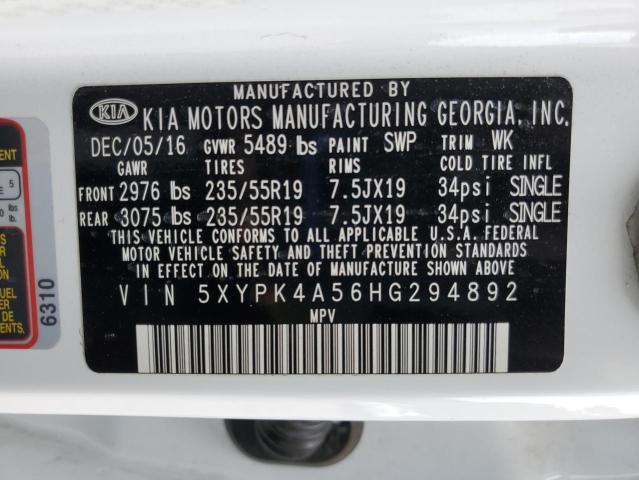 MANUFACTURED BY
KIA KIA MOTORS MANUFACTURING GEORGIA, INC.
DEC/05/16 GVWR 5489 lbs PAINT SWP TRIM WK
GAWR TIRES RIMS COLD TIRE INFL
FRONT 2976 lbs 235/55R19 7.5JX19 34psi SINGLE
REAR 3075 lbs 235/55R19 7.5JX19 34psi SINGLE
THIS VEHICLE CONFORMS TO ALL APPLICABLE U.S.A. FEDERAL
MOTOR VEHICLE SAFETY AND THEFT PREVENTION STANDARDS
IN EFFECT ON THE DATE OF MANUFACTURE SHOWN ABOVE.
VIN 5XYPK4A56HG294892
MPV
6310
5
lb.